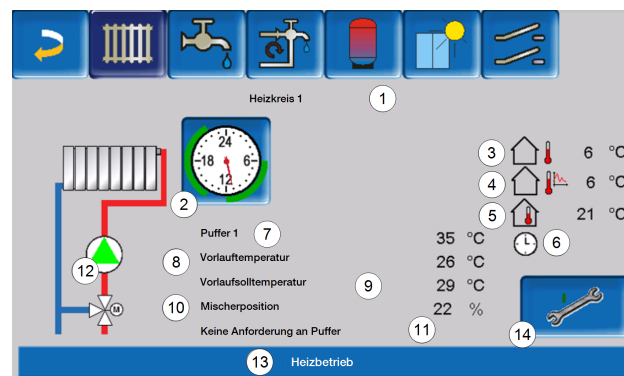 Heizkreis 1
1
24
18
6
12
2
3
6 °C
4
6 °C
5
21 °C
6
Puffer 1
7
35 °C
8
Vorlauftemperatur
26 °C
Vorlaufsolltemperatur
9
29 °C
10
Mischerposition
22 %
Keine Anforderung an Puffer
11
12
M
14
13
Heizbetrieb